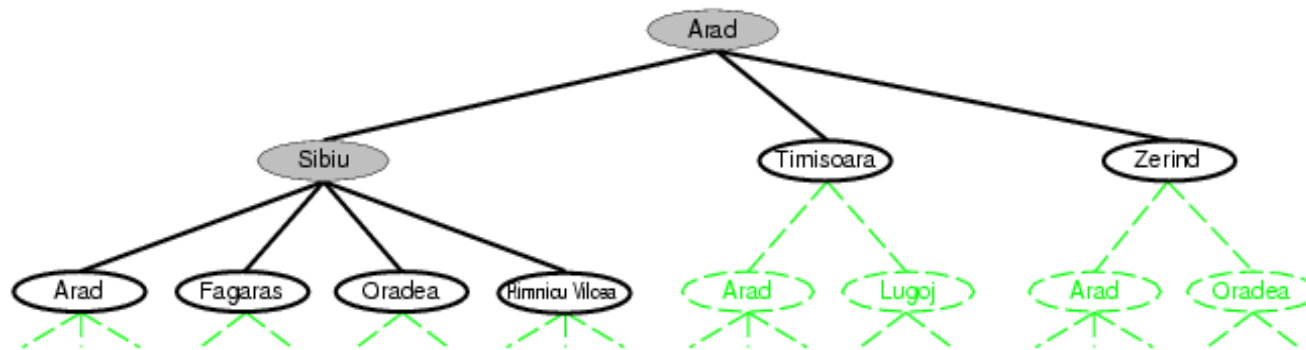 Arad
Sibiu
Timisoara
Zerind
Arad
Fagaras
Oradea
Rimnicu Vilcea
Arad
Lugoj
Arad
Oradea